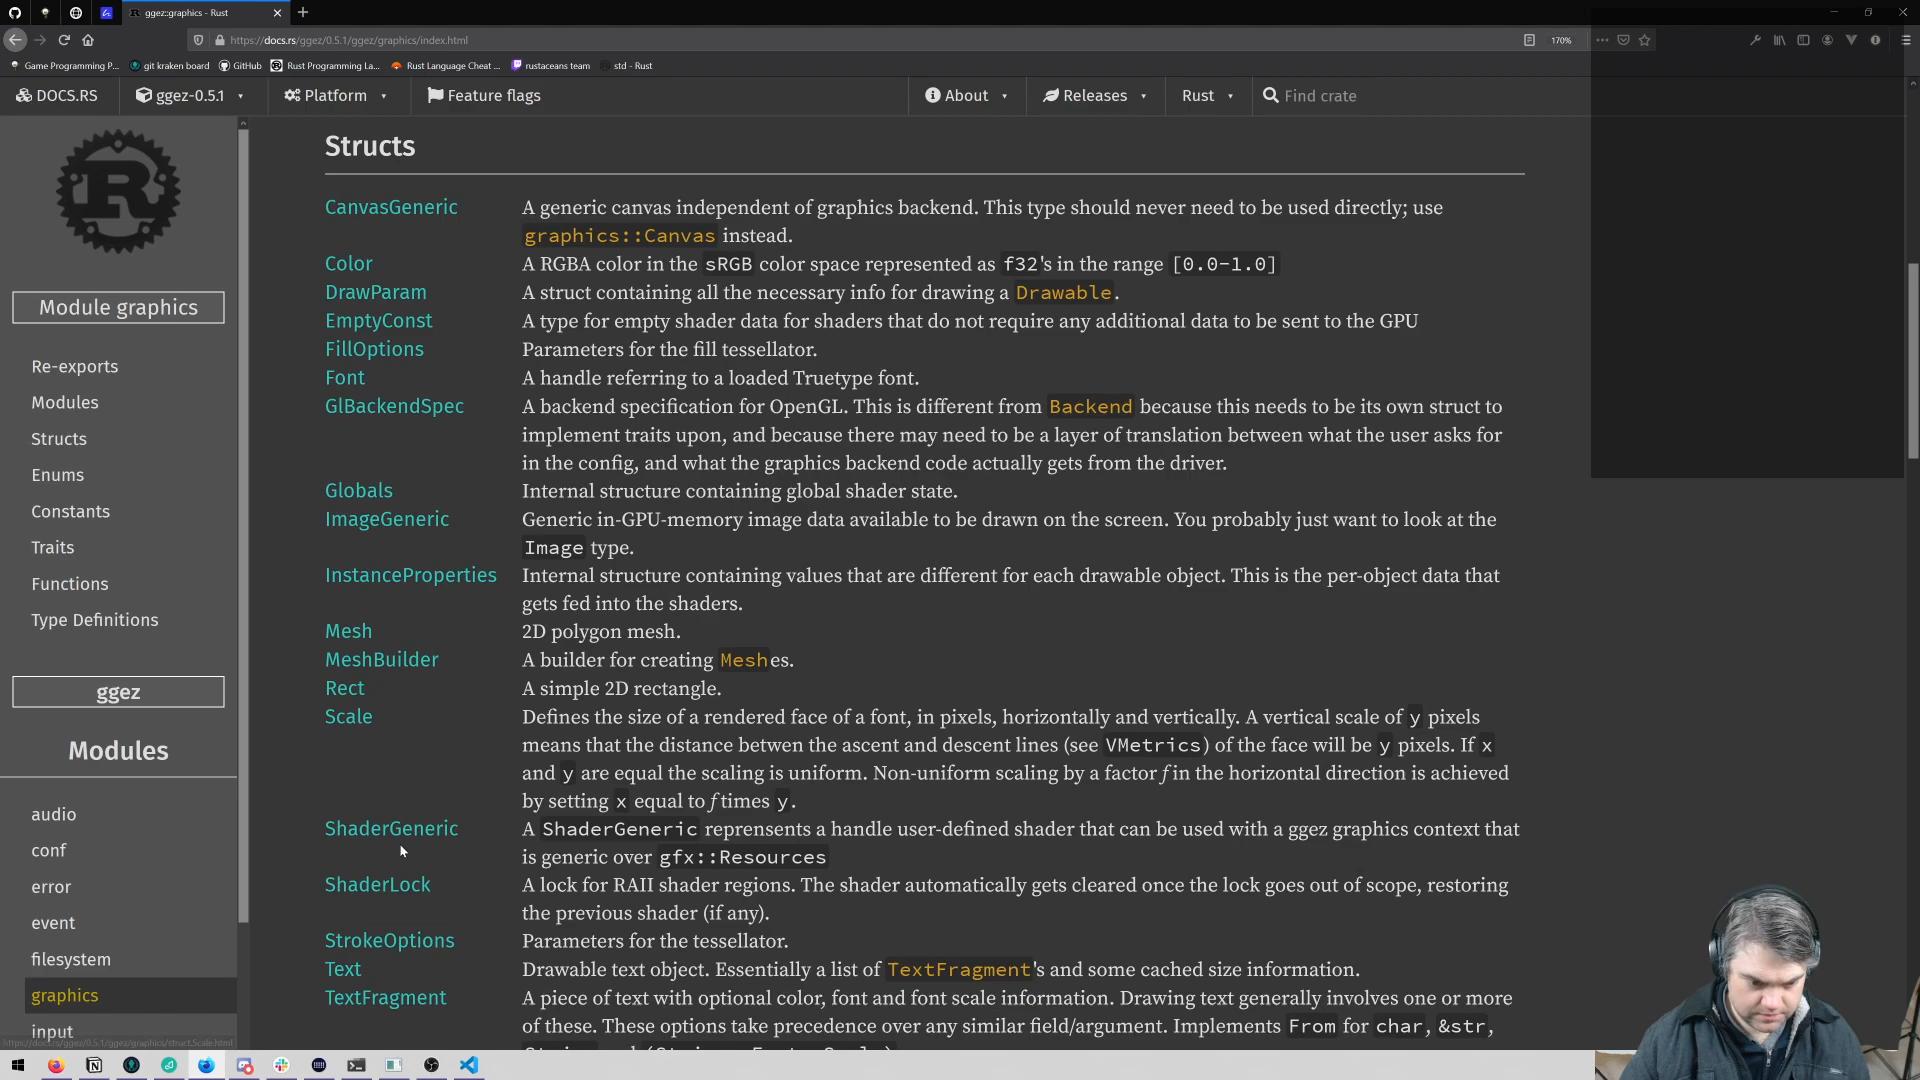 ggez::graphics - Rust
https://docs.rs/ggez/0.5.1/ggez/graphics/index.html
170%
Game Programming P...
git kraken board
GitHub
Rust Programming La...
Rust Language Cheat ...
rustaceans team
std - Rust
DOCS.RS
ggez-0.5.1
Platform
Feature flags
About
Releases
Rust
Find crate
Module graphics
Re-exports
Modules
Structs
Enums
Constants
Traits
Functions
Type Definitions
ggez
Modules
audio
conf
error
event
filesystem
graphics
input
https://docs.rs/ggez/0.5.1/ggez/graphics/struct.Scale.html
Structs
CanvasGeneric A generic canvas independent of graphics backend. This type should never need to be used directly; use
graphics::Canvas instead.
Color A RGBA color in the sRGB color space represented as f32's in the range [0.0-1.0]
DrawParam A struct containing all the necessary info for drawing a Drawable.
EmptyConst A type for empty shader data for shaders that do not require any additional data to be sent to the GPU
FillOptions Parameters for the fill tessellator.
Font A handle referring to a loaded Truetype font.
GlBackendSpec A backend specification for OpenGL. This is different from Backend because this needs to be its own struct to
implement traits upon, and because there may need to be a layer of translation between what the user asks for
in the config, and what the graphics backend code actually gets from the driver.
Globals Internal structure containing global shader state.
ImageGeneric Generic in-GPU-memory image data available to be drawn on the screen. You probably just want to look at the
Image type.
InstanceProperties Internal structure containing values that are different for each drawable object. This is the per-object data that
gets fed into the shaders.
Mesh 2D polygon mesh.
MeshBuilder A builder for creating Meshes.
Rect A simple 2D rectangle.
Scale Defines the size of a rendered face of a font, in pixels, horizontally and vertically. A vertical scale of y pixels
means that the distance betwen the ascent and descent lines (see VMetrics) of the face will be y pixels. If x
and y are equal the scaling is uniform. Non-uniform scaling by a factor f in the horizontal direction is achieved
by setting x equal to f times y.
ShaderGeneric A ShaderGeneric reprensents a handle user-defined shader that can be used with a ggez graphics context that
is generic over gfx::Resources
ShaderLock A lock for RAII shader regions. The shader automatically gets cleared once the lock goes out of scope, restoring
the previous shader (if any).
StrokeOptions Parameters for the tessellator.
Text Drawable text object. Essentially a list of TextFragment's and some cached size information.
TextFragment A piece of text with optional color, font and font scale information. Drawing text generally involves one or more
of these. These options take precedence over any similar field/argument. Implements From for char, &str,